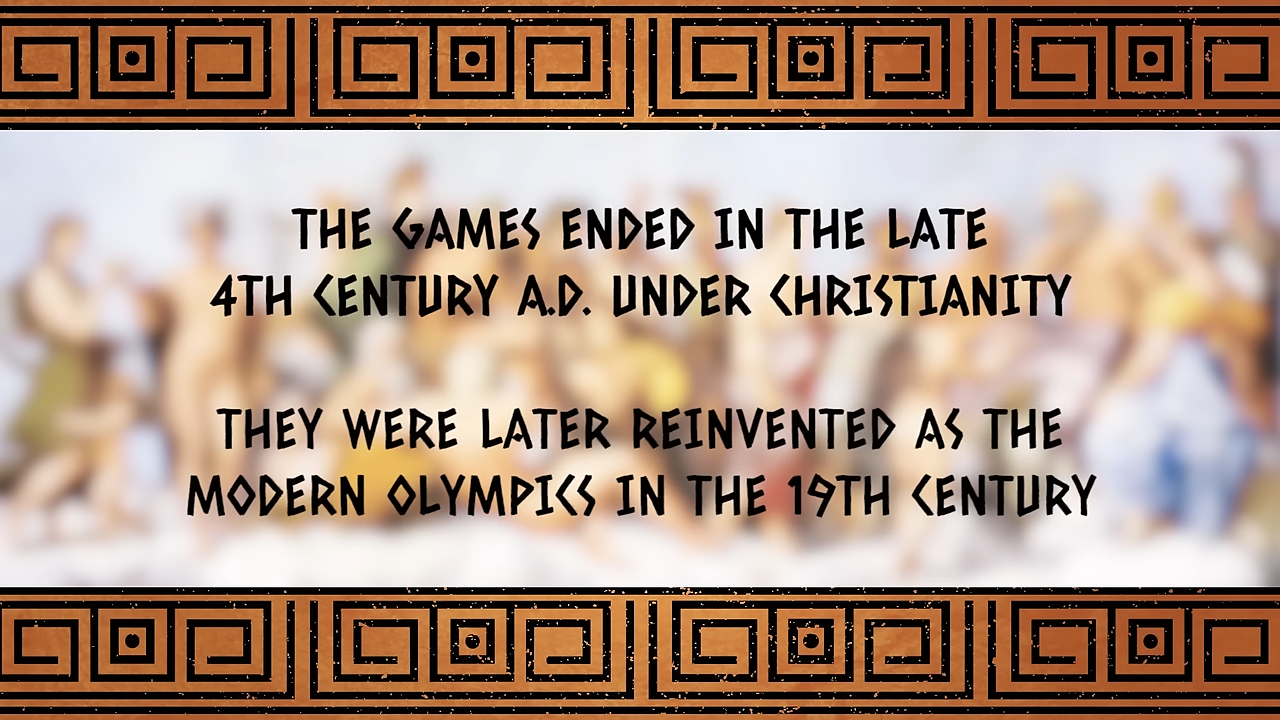 THE GAMES ENDED IN THE LATE
4TH CENTURY A.D. UNDER CHRISTIANITY
THEY WERE LATER REINVENTED AS THE
MODERN OLYMPICS IN THE 19TH CENTURY